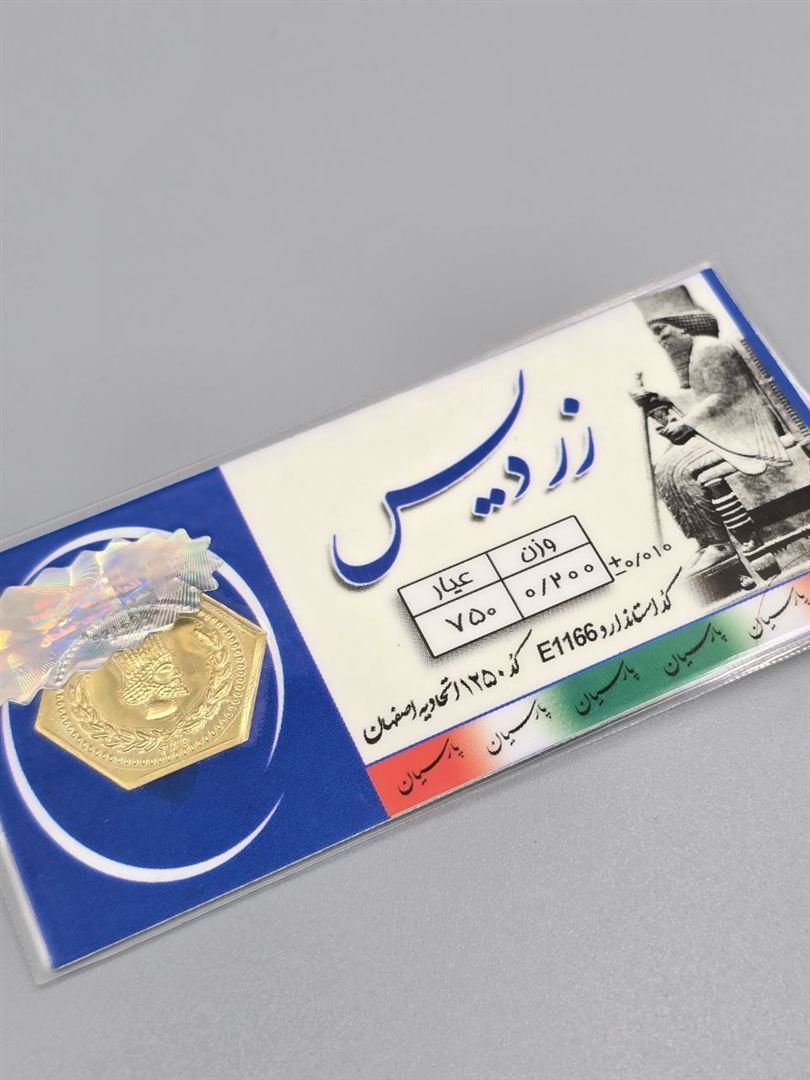 زردیس
وزن عیار
۰/۲۰۰ ۷۵۰
±۰/۰۱۰
کد استاندارد E1166 کد ۱۲۵۰ اتحادیه اصفهان
پارسیان پارسیان پارسیان پارسیان پارسیان